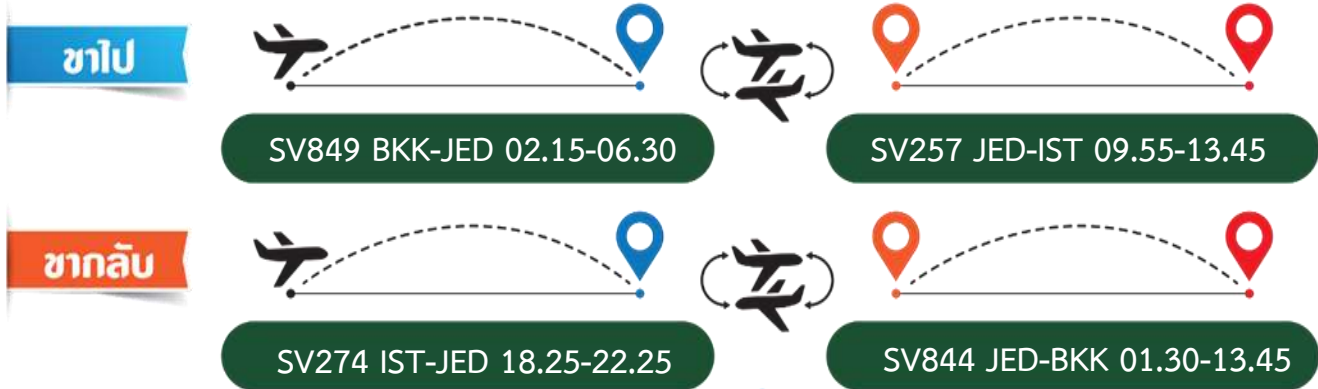 ขาไป
SV849 BKK-JED 02.15-06.30
SV257 JED-IST 09.55-13.45
ขากลับ
SV274 IST-JED 18.25-22.25
SV844 JED-BKK 01.30-13.45